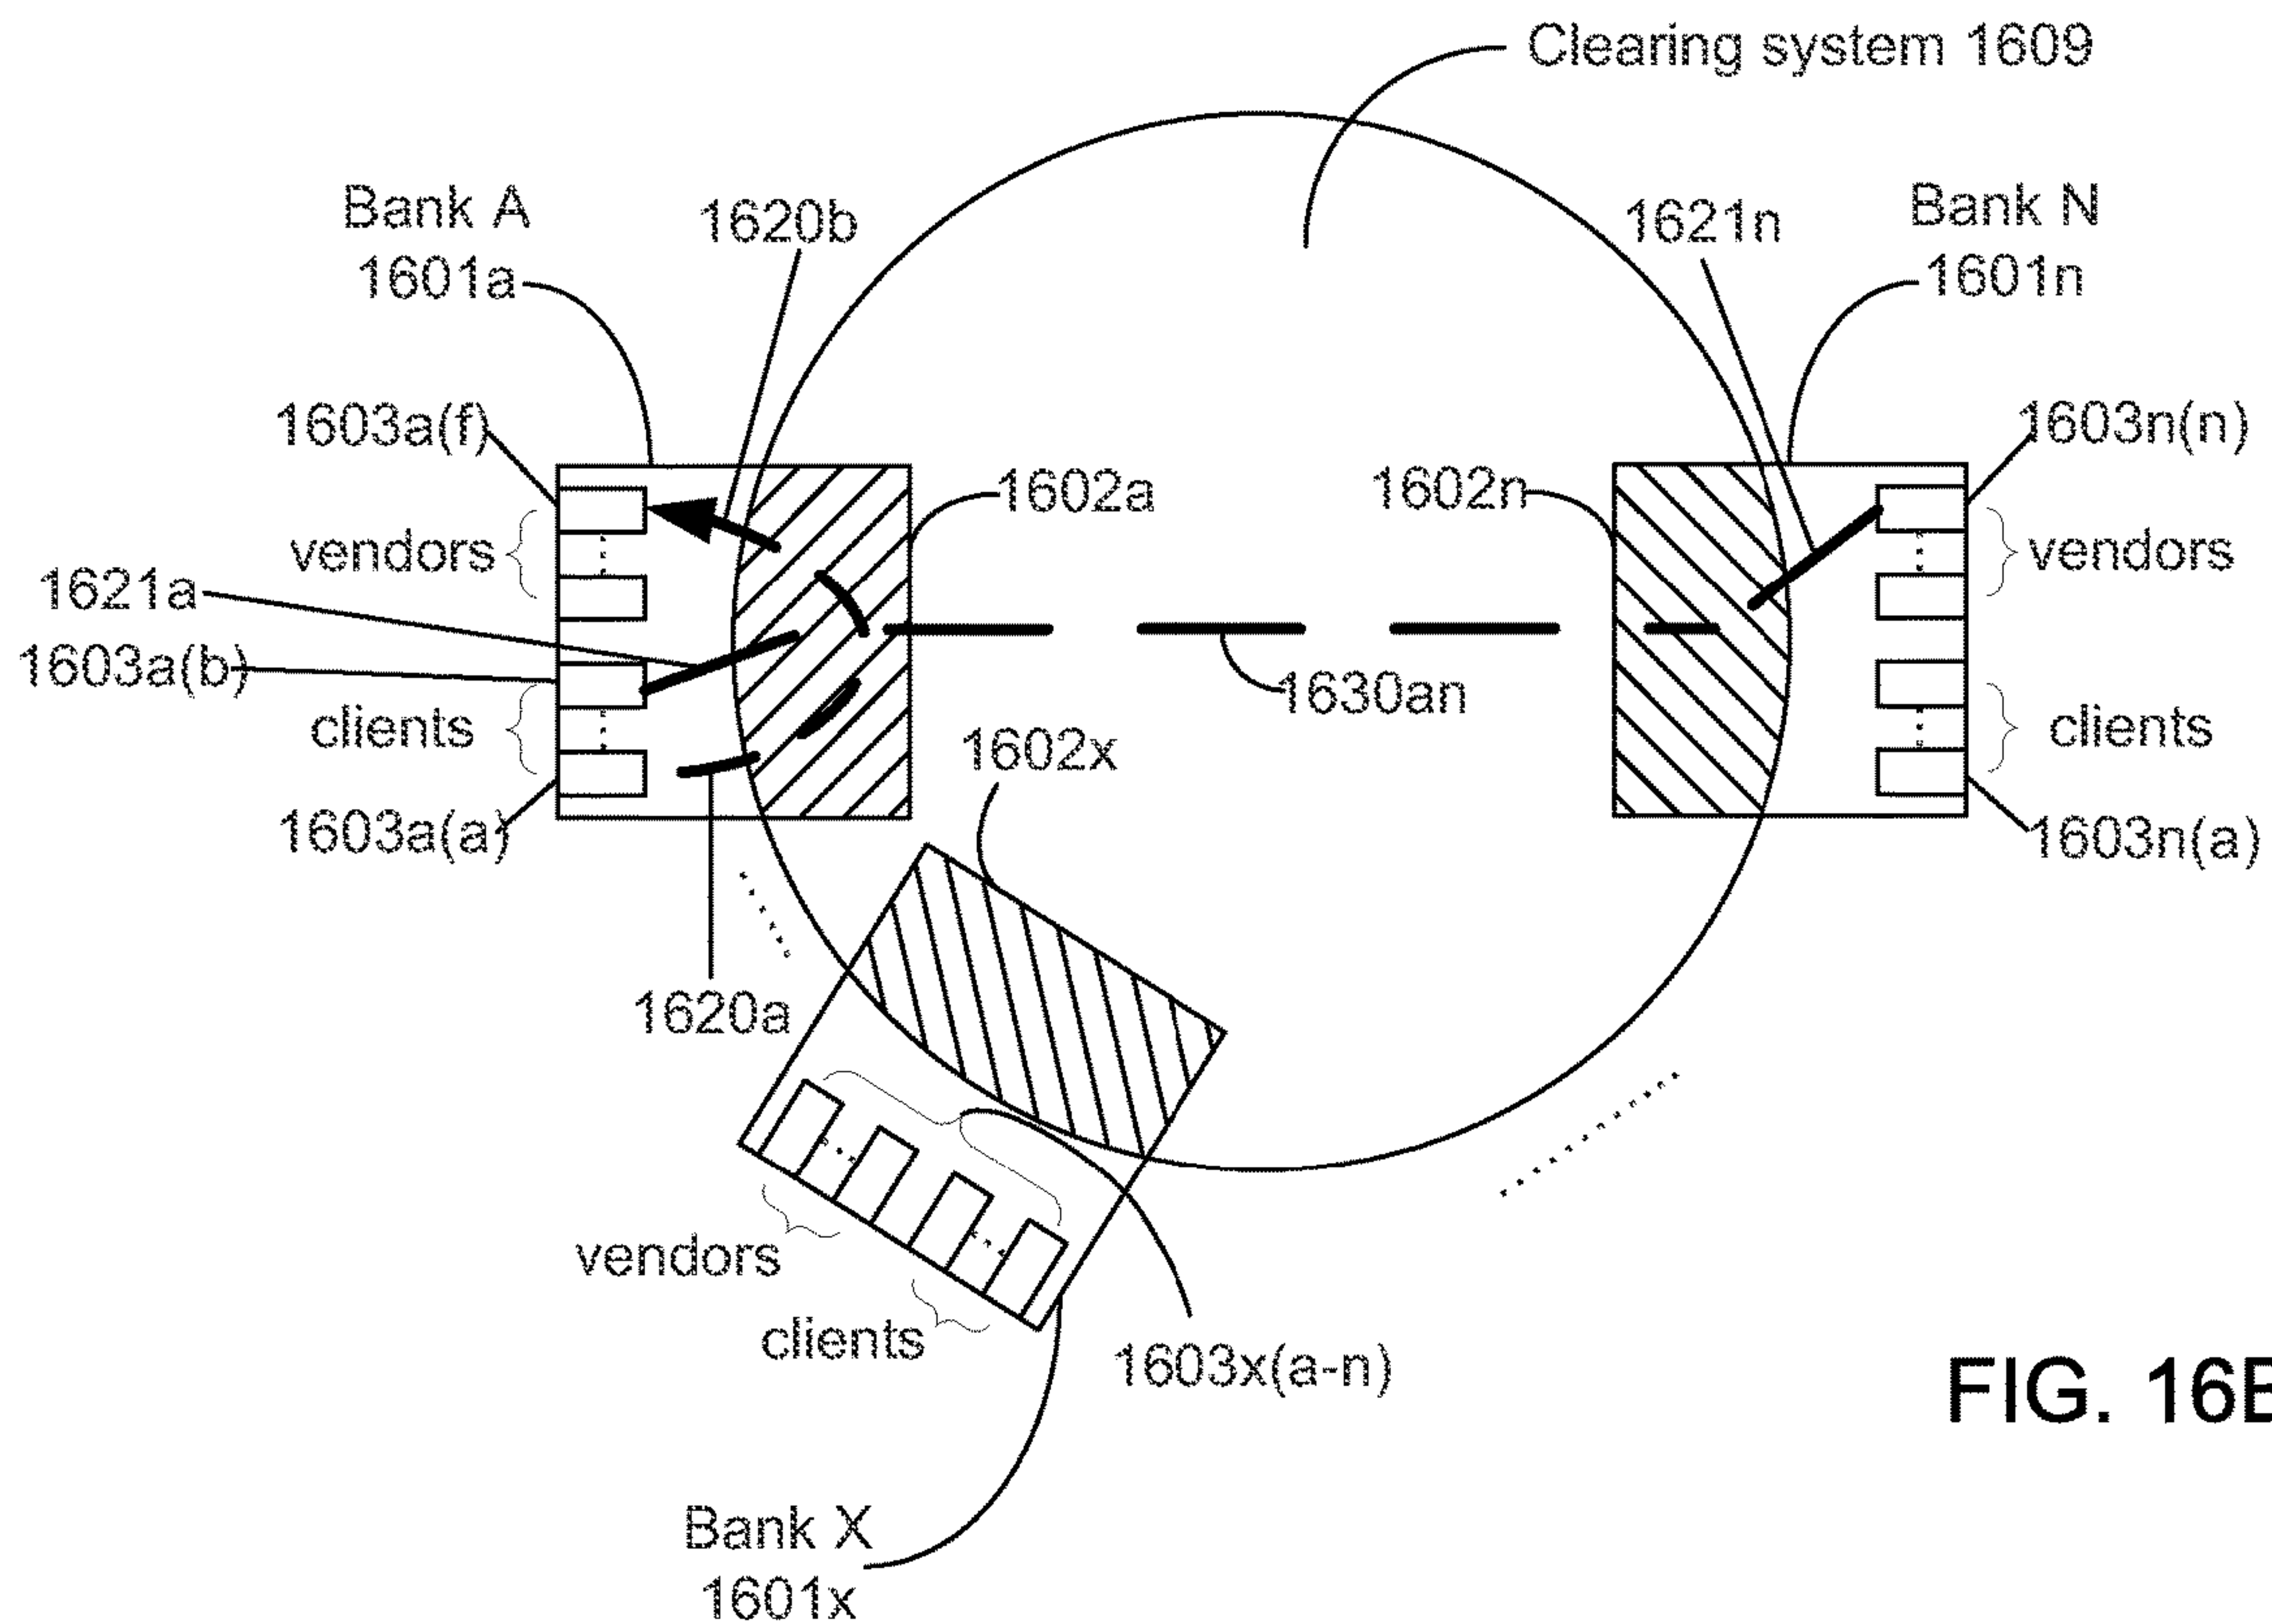 Clearing system 1609
Bank A
1601a
1620b
1621n
Bank N
1601n
1603a(f)
1603n(n)
1602a
1602n
vendors
vendors
1621a
1603a(b)
1630an
clients
clients
1602x
1603a(a)
1603n(a)
1620a
vendors
clients
1603x(a-n)
FIG. 16B
Bank X
1601x